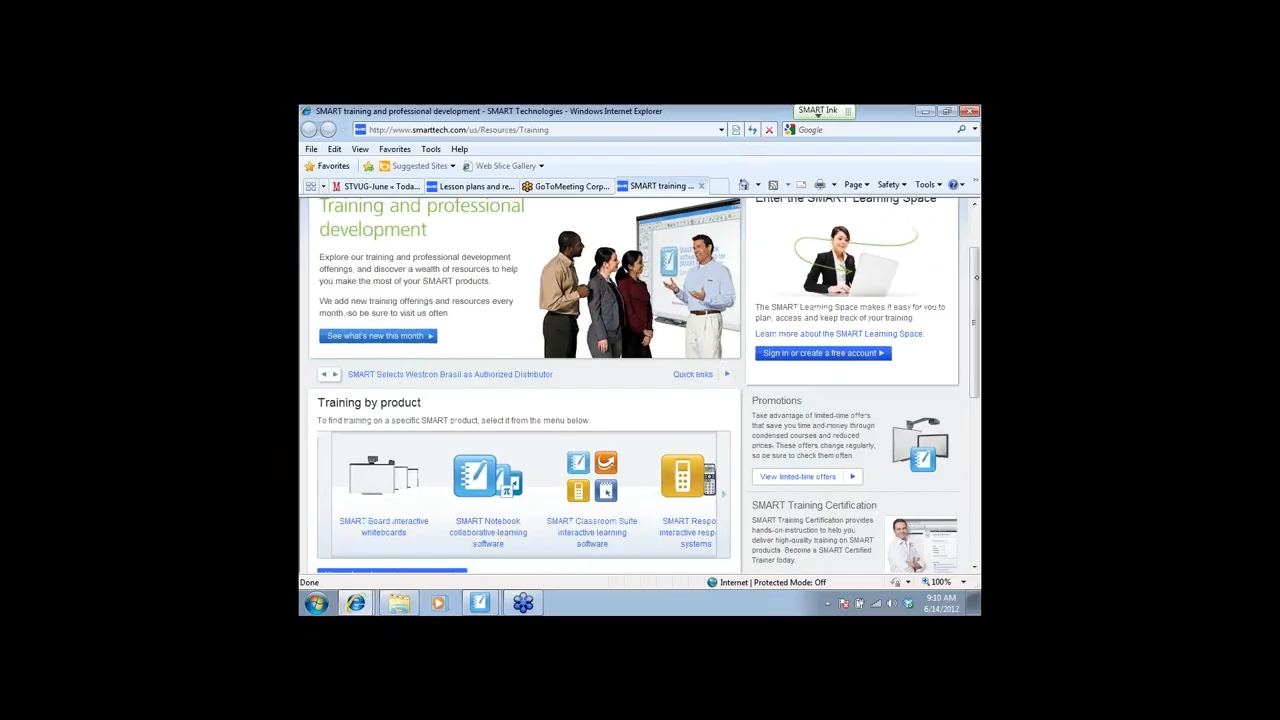 SMART training and professional development - SMART Technologies - Windows Internet Explorer
SMART Ink
http://www.smarttech.com/us/Resources/Training
Google
File Edit View Favorites Tools Help
Favorites Suggested Sites Web Slice Gallery
STVUG-June « Toda... Lesson plans and re... GoToMeeting Corp... SMART training ... Page Safety Tools
Training and professional
development
Explore our training and professional development
offerings, and discover a wealth of resources to help
you make the most of your SMART products.
We add new training offerings and resources every
month, so be sure to visit us often.
See what's new this month
Enter the SMART Learning Space
The SMART Learning Space makes it easy for you to
plan, access and keep track of your training.
Learn more about the SMART Learning Space.
Sign in or create a free account
SMART Selects Westcon Brasil as Authorized Distributor
Quick links
Training by product
To find training on a specific SMART product, select it from the menu below
SMART Board interactive
whiteboards
SMART Notebook
collaborative learning
software
SMART Classroom Suite
interactive learning
software
SMART Respo
interactive resp
systems
Promotions
Take advantage of limited-time offers
that save you time and money through
condensed courses and reduced
prices. These offers change regularly,
so be sure to check them often.
View limited-time offers
SMART Training Certification
SMART Training Certification provides
hands-on instruction to help you
deliver high-quality training on SMART
products. Become a SMART Certified
Trainer today.
Done
Internet | Protected Mode: Off
100%
9:10 AM
6/14/2012